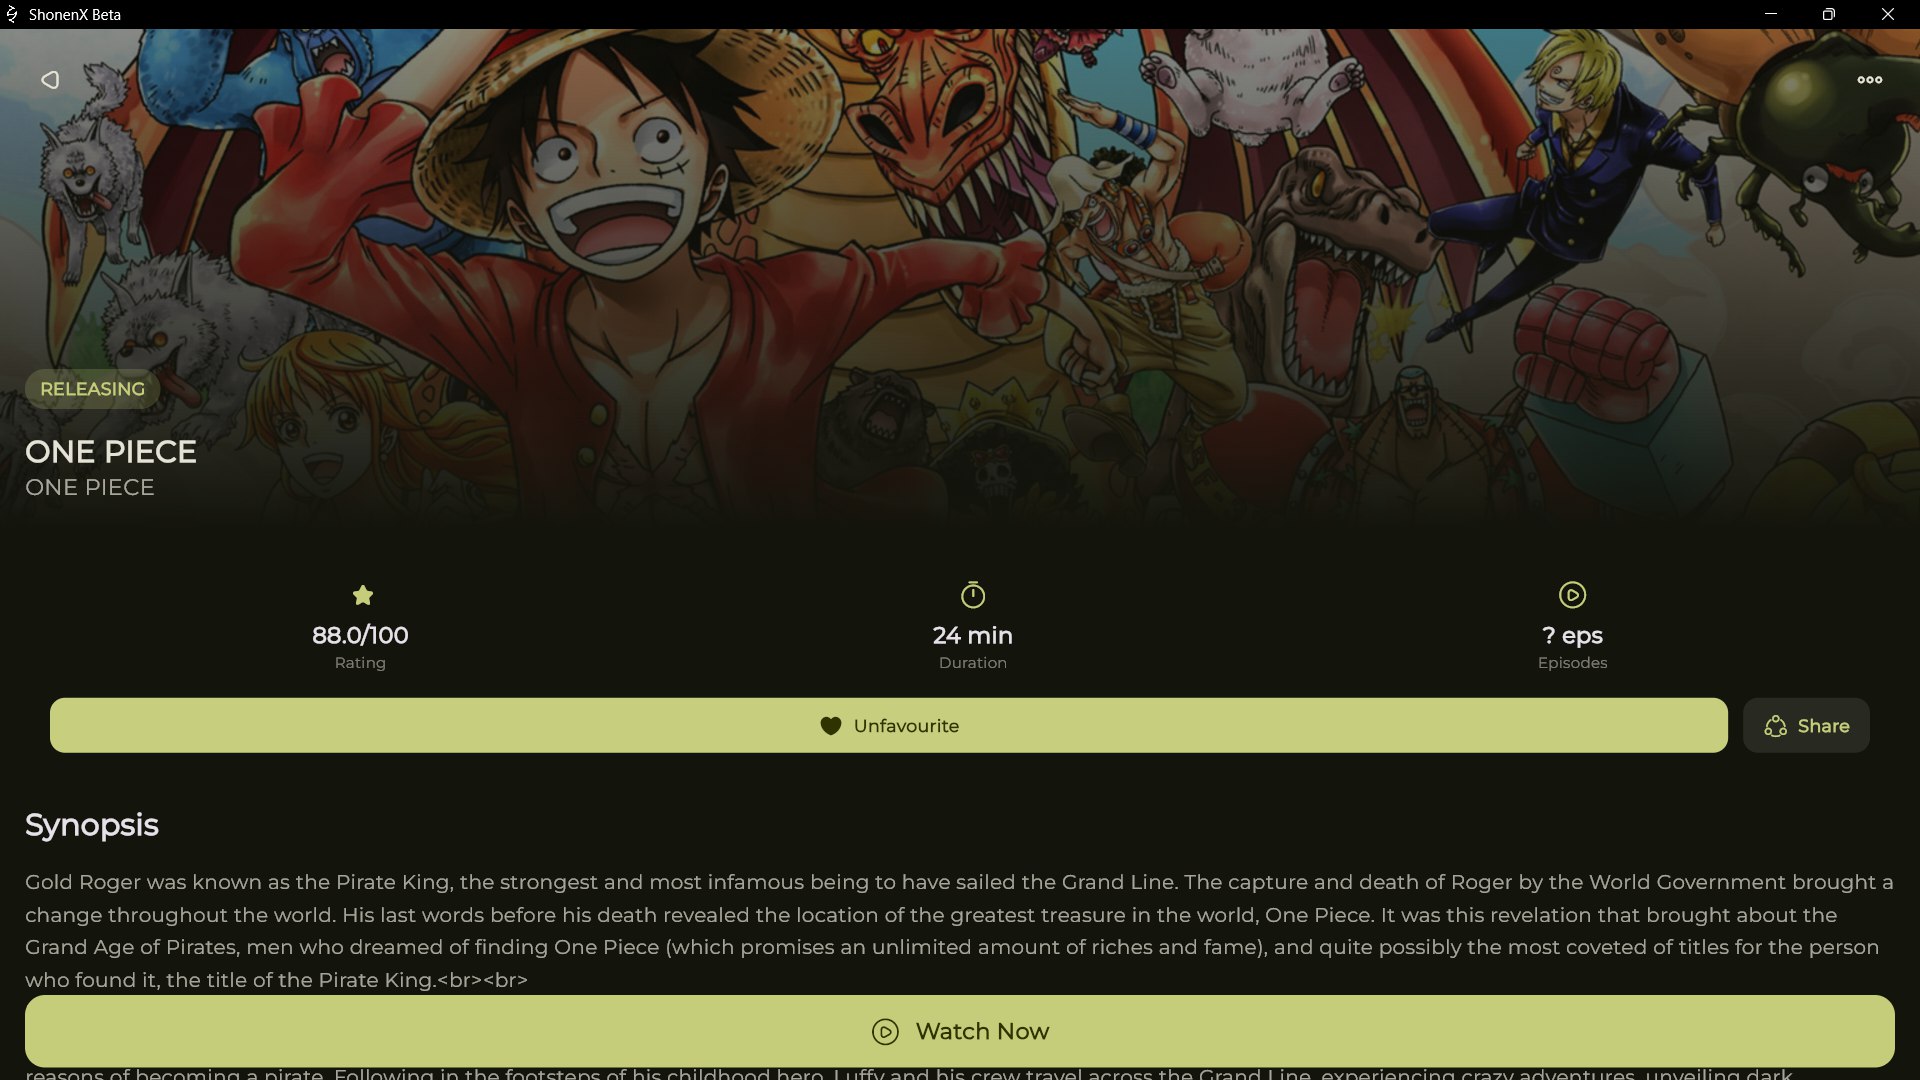 ShonenX Beta
RELEASING
ONE PIECE
ONE PIECE
88.0/100
Rating
24 min
Duration
? eps
Episodes
Unfavourite
Share
Synopsis
Gold Roger was known as the Pirate King, the strongest and most infamous being to have sailed the Grand Line. The capture and death of Roger by the World Government brought a
change throughout the world. His last words before his death revealed the location of the greatest treasure in the world, One Piece. It was this revelation that brought about the
Grand Age of Pirates, men who dreamed of finding One Piece (which promises an unlimited amount of riches and fame), and quite possibly the most coveted of titles for the person
who found it, the title of the Pirate King.<br><br>
Watch Now
reasons of becoming a pirate. Following in the footsteps of his childhood hero, Luffy and his crew travel across the Grand Line, experiencing crazy adventures, unveiling dark